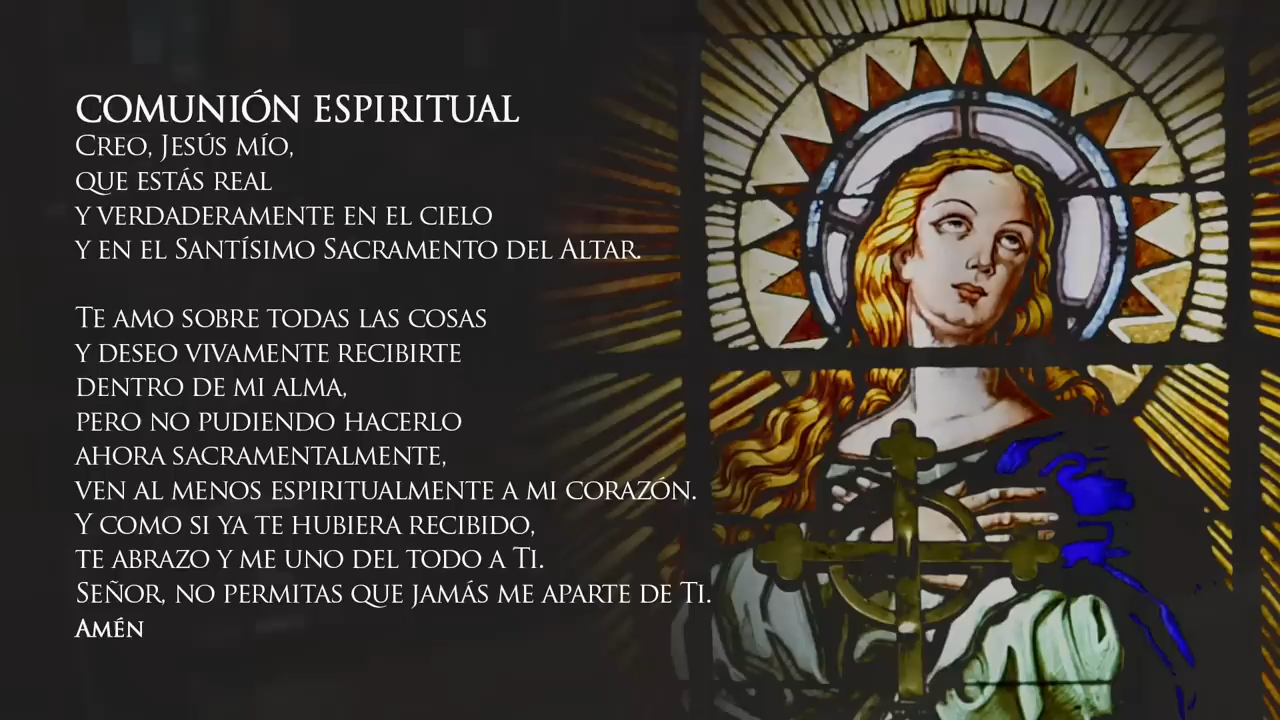 COMUNIÓN ESPIRITUAL
CREO, JESÚS MÍO,
QUE ESTÁS REAL
Y VERDADERAMENTE EN EL CIELO
Y EN EL SANTÍSIMO SACRAMENTO DEL ALTAR.
TE AMO SOBRE TODAS LAS COSAS
Y DESEO VIVAMENTE RECIBIRTE
DENTRO DE MI ALMA,
PERO NO PUDIENDO HACERLO
AHORA SACRAMENTALMENTE,
VEN AL MENOS ESPIRITUALMENTE A MI CORAZÓN.
Y COMO SI YA TE HUBIERA RECIBIDO,
TE ABRAZO Y ME UNO DEL TODO A TI.
SEÑOR, NO PERMITAS QUE JAMÁS ME APARTE DE TI.
AMÉN